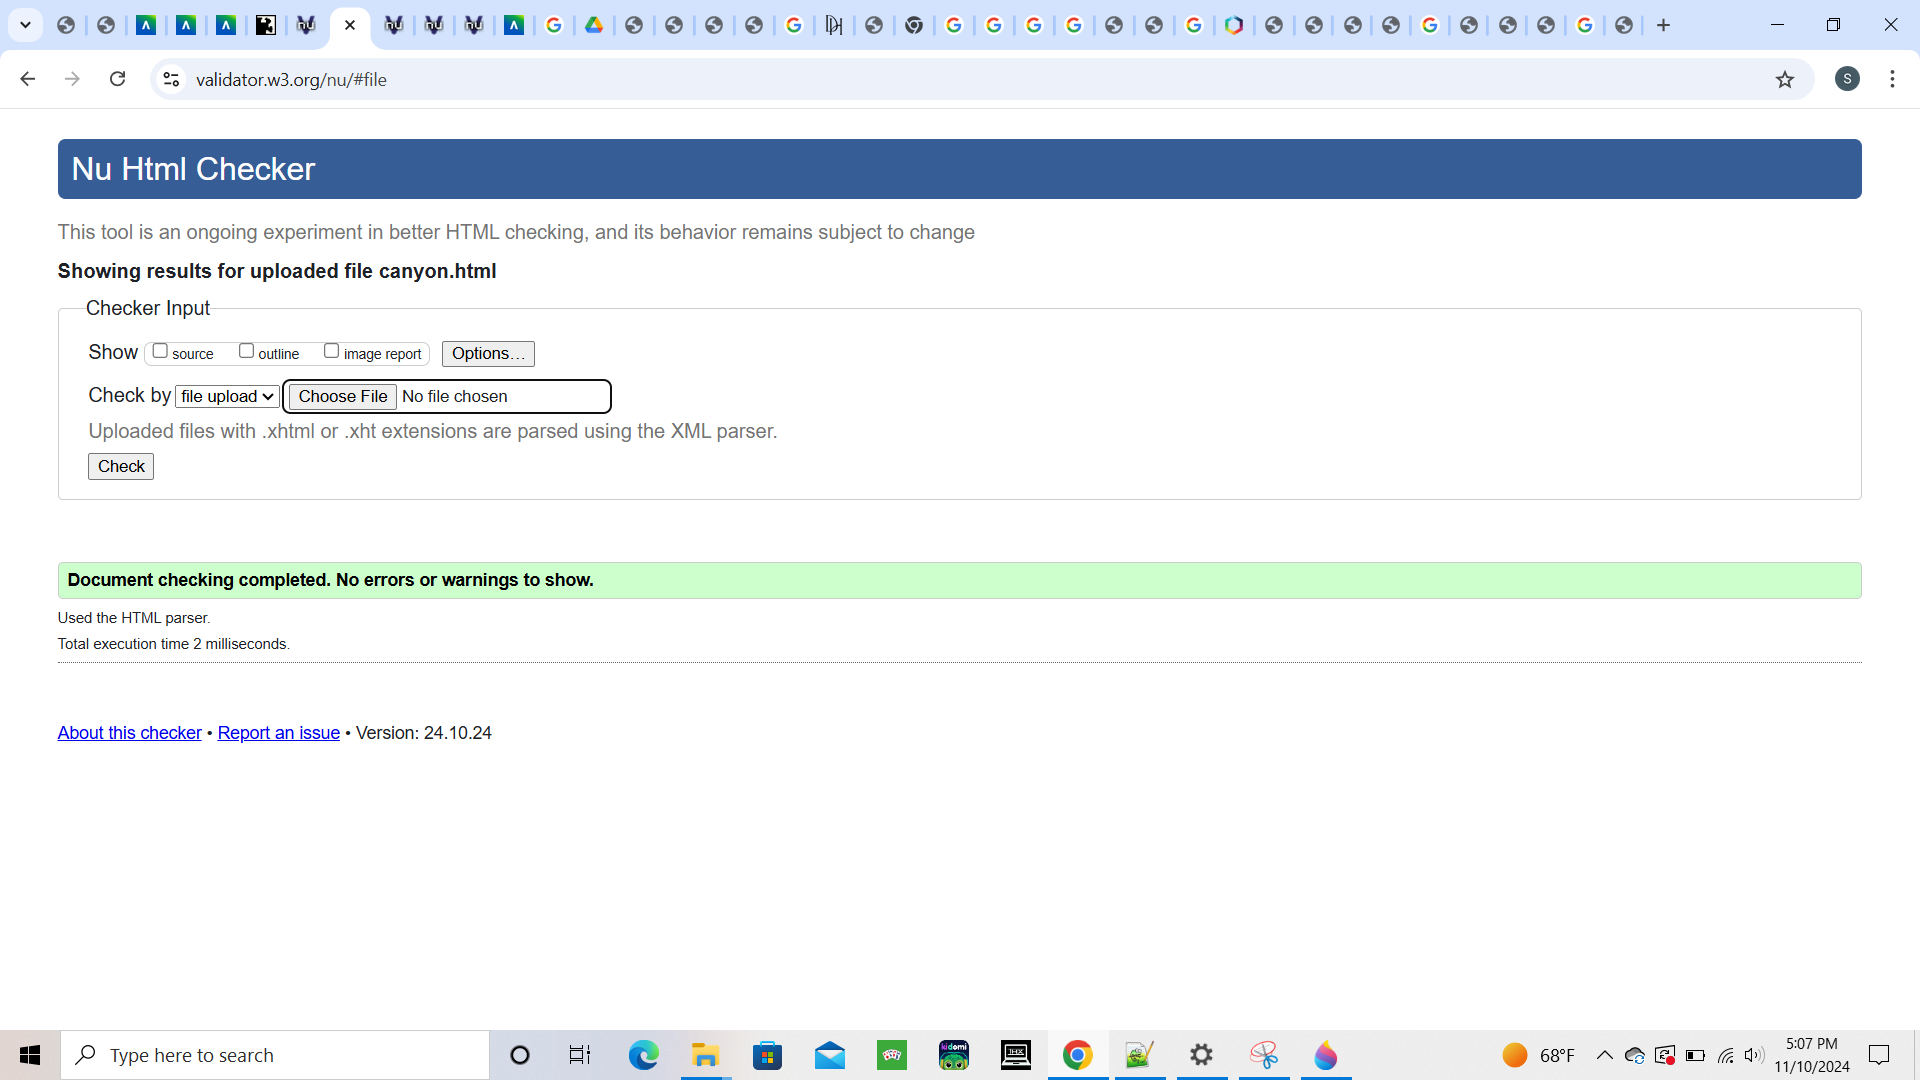 validator.w3.org/nu/#file
S
Nu Html Checker
This tool is an ongoing experiment in better HTML checking, and its behavior remains subject to change
Showing results for uploaded file canyon.html
Checker Input
Show source outline image report Options…
Check by file upload Choose File No file chosen
Uploaded files with .xhtml or .xht extensions are parsed using the XML parser.
Check
Document checking completed. No errors or warnings to show.
Used the HTML parser.
Total execution time 2 milliseconds.
About this checker • Report an issue • Version: 24.10.24
Type here to search
kidomi
THX
68°F
5:07 PM
11/10/2024